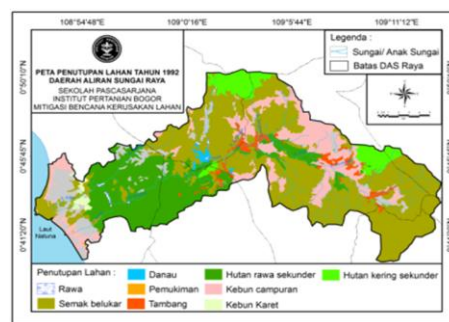 108°54'48"E 109°0'16"E 109°5'44"E 109°11'12"E
PETA PENUTUPAN LAHAN TAHUN 1992
DAERAH ALIRAN SUNGAI RAYA
SEKOLAH PASCASARJANA
INSTITUT PERTANIAN BOGOR
MITIGASI BENCANA KERUSAKAN LAHAN
Legenda :
Sungai/ Anak Sungai
Batas DAS Raya
0°50'10"N
0°45'45"N
0°41'20"N
Laut
Natuna
Penutupan Lahan :
Rawa
Semak belukar
Danau
Pemukiman
Tambang
Hutan rawa sekunder
Kebun campuran
Kebun Karet
Hutan kering sekunder